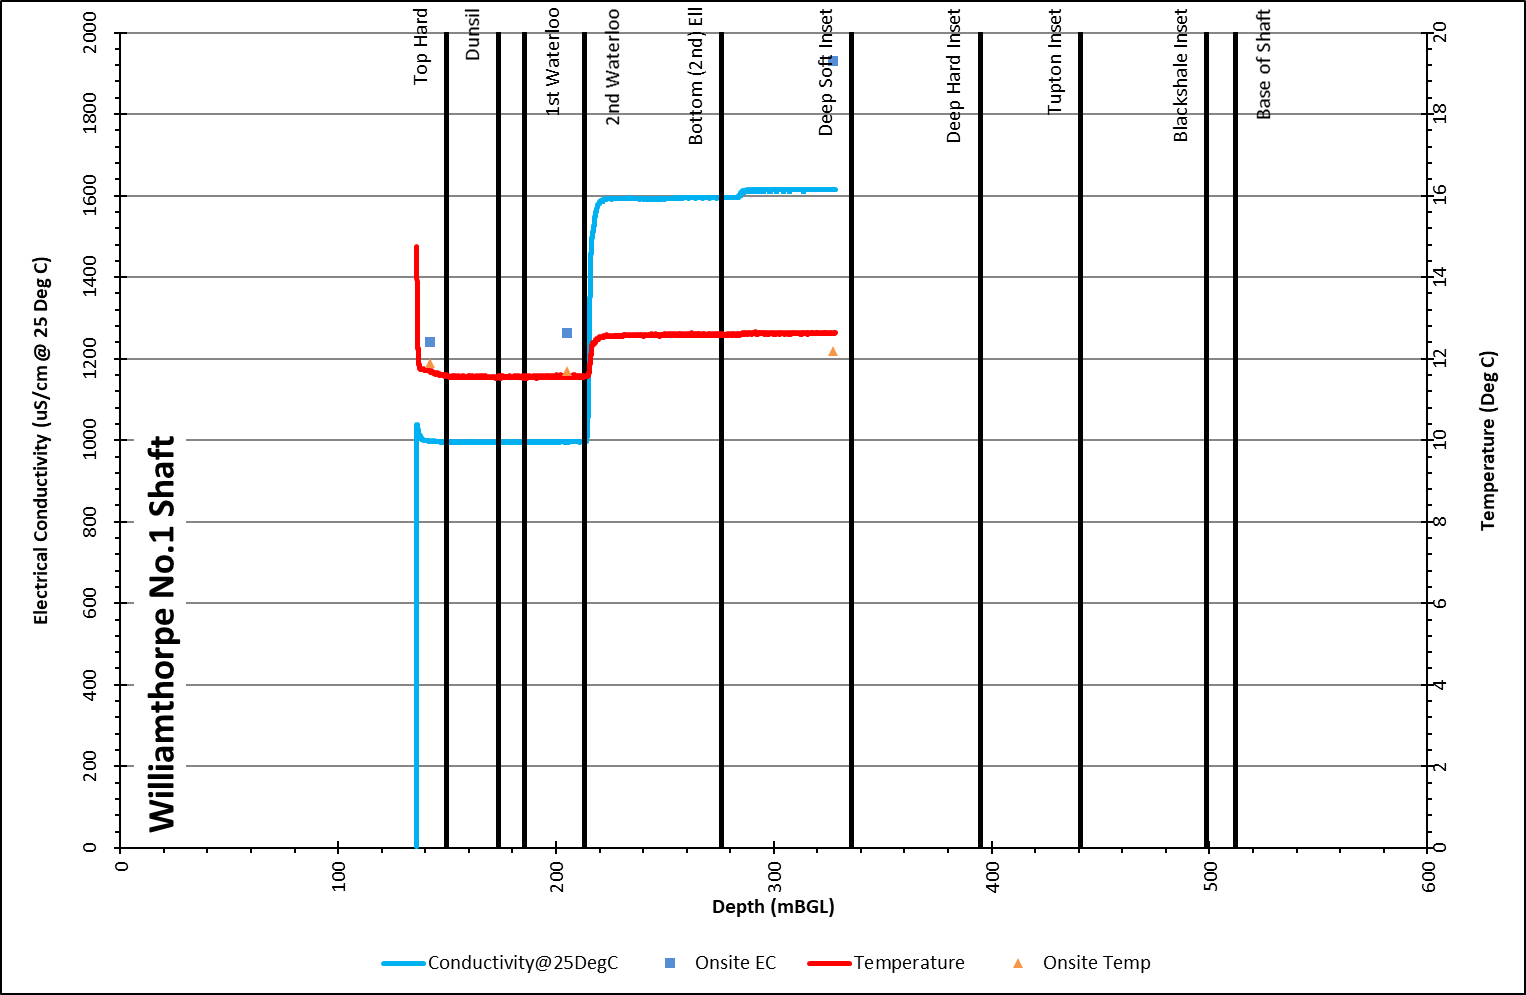 Top Hard
Dunsil
1st Waterloo
2nd Waterloo
Bottom (2nd) Ell
Deep Soft Inset
Deep Hard Inset
Tupton Inset
Blackshale Inset
Base of Shaft
Electrical Conductivity (uS/cm @ 25 Deg C)
2000
1800
1600
1400
1200
1000
800
600
400
200
0
Williamthorpe No.1 Shaft
20
18
16
14
12
10
8
6
4
2
0
Temperature (Deg C)
0
100
200
300
400
500
600
Depth (mBGL)
Conductivity@25DegC
Onsite EC
Temperature
Onsite Temp